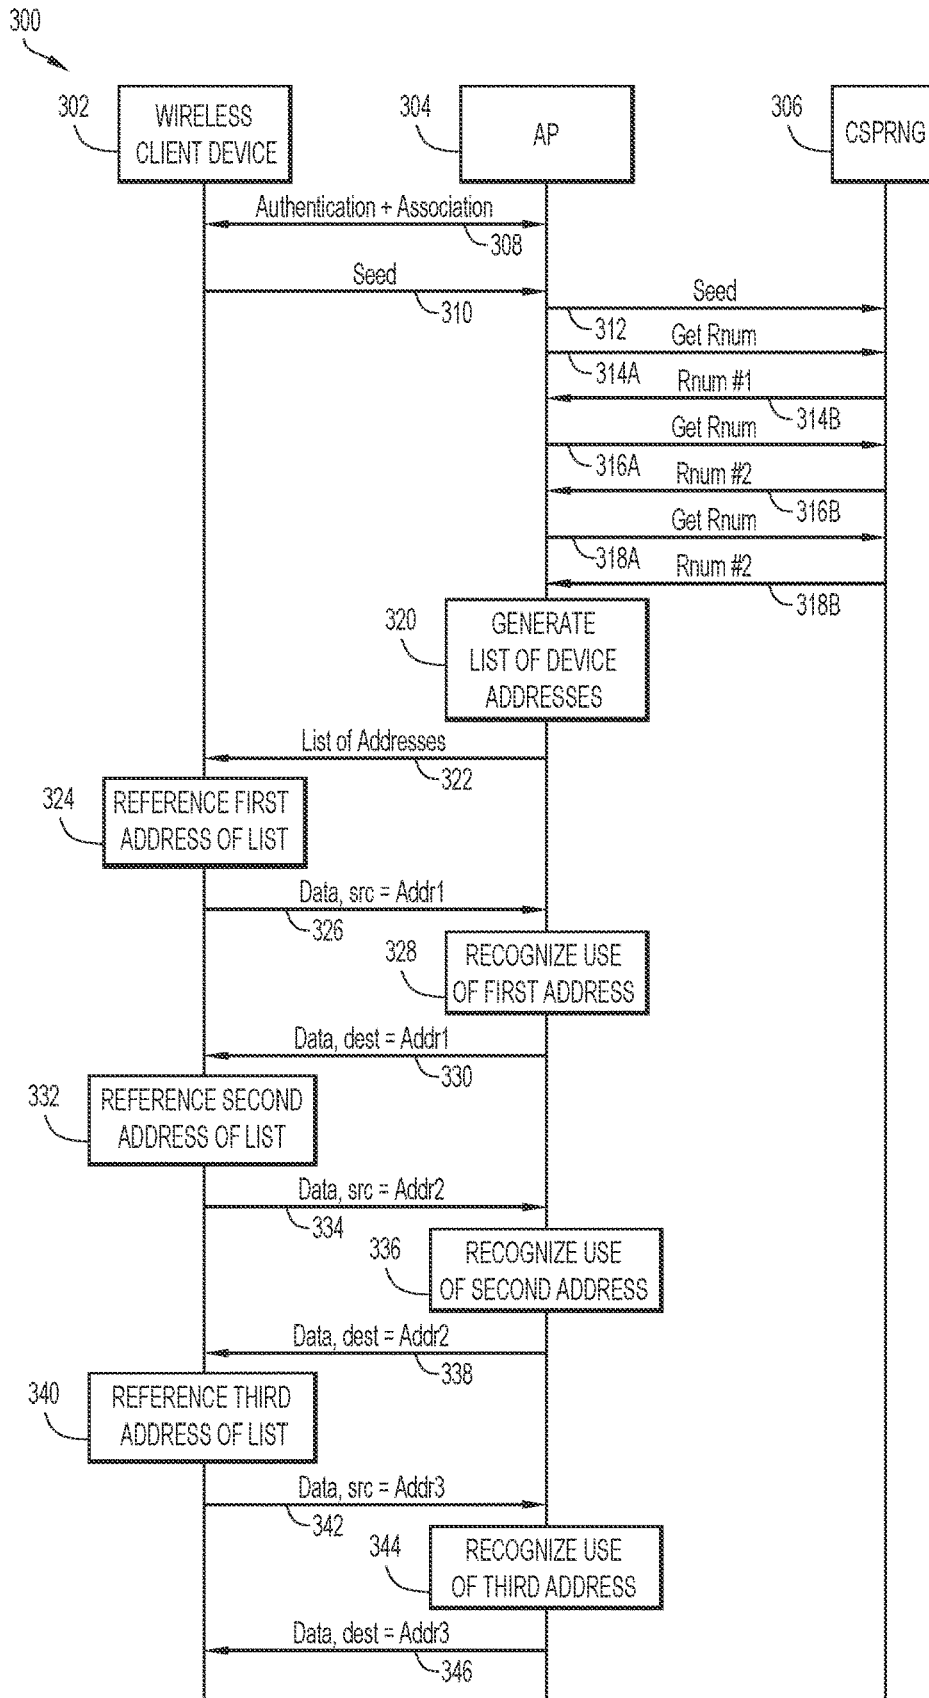 300
302
WIRELESS
CLIENT DEVICE
304
AP
306
CSPRNG
Authentication + Association
308
Seed
310
Seed
312
Get Rnum
314A
Rnum #1
314B
Get Rnum
316A
Rnum #2
316B
Get Rnum
318A
Rnum #2
318B
320
GENERATE
LIST OF DEVICE
ADDRESSES
List of Addresses
322
324
REFERENCE FIRST
ADDRESS OF LIST
Data, src = Addr1
326
328
RECOGNIZE USE
OF FIRST ADDRESS
Data, dest = Addr1
330
332
REFERENCE SECOND
ADDRESS OF LIST
Data, src = Addr2
334
336
RECOGNIZE USE
OF SECOND ADDRESS
Data, dest = Addr2
338
340
REFERENCE THIRD
ADDRESS OF LIST
Data, src = Addr3
342
344
RECOGNIZE USE
OF THIRD ADDRESS
Data, dest = Addr3
346